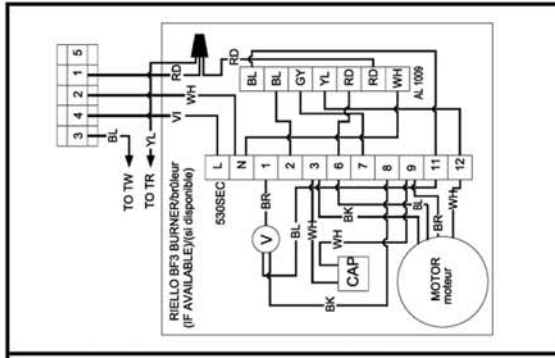 5
1
2
4
3
RD
WH
VI
BL
YL
TO TW
TO TR
RD
BL
BL
GY
YL
RD
RD
WH
AL 1009
RIELLO BF3 BURNER/brûleur
(IF AVAILABLE)/(si disponible)
530SEC
L
N
1
2
3
6
7
8
9
11
12
BR
V
BL
WH
WH
CAP
BK
BK
BL
BR
WH
MOTOR
moteur